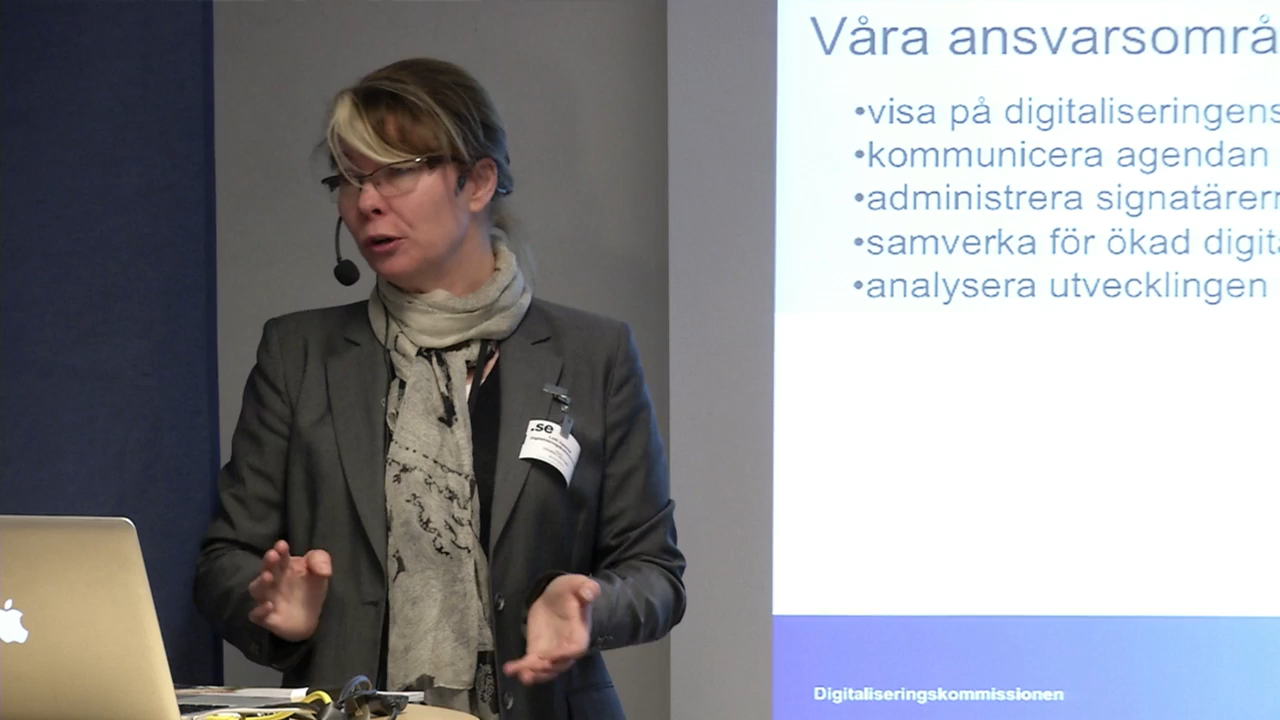 Våra ansvarsområ
•visa på digitaliseringens
•kommunicera agendan
•administrera signatärern
•samverka för ökad digita
•analysera utvecklingen
.se
Digitaliseringskommissionen